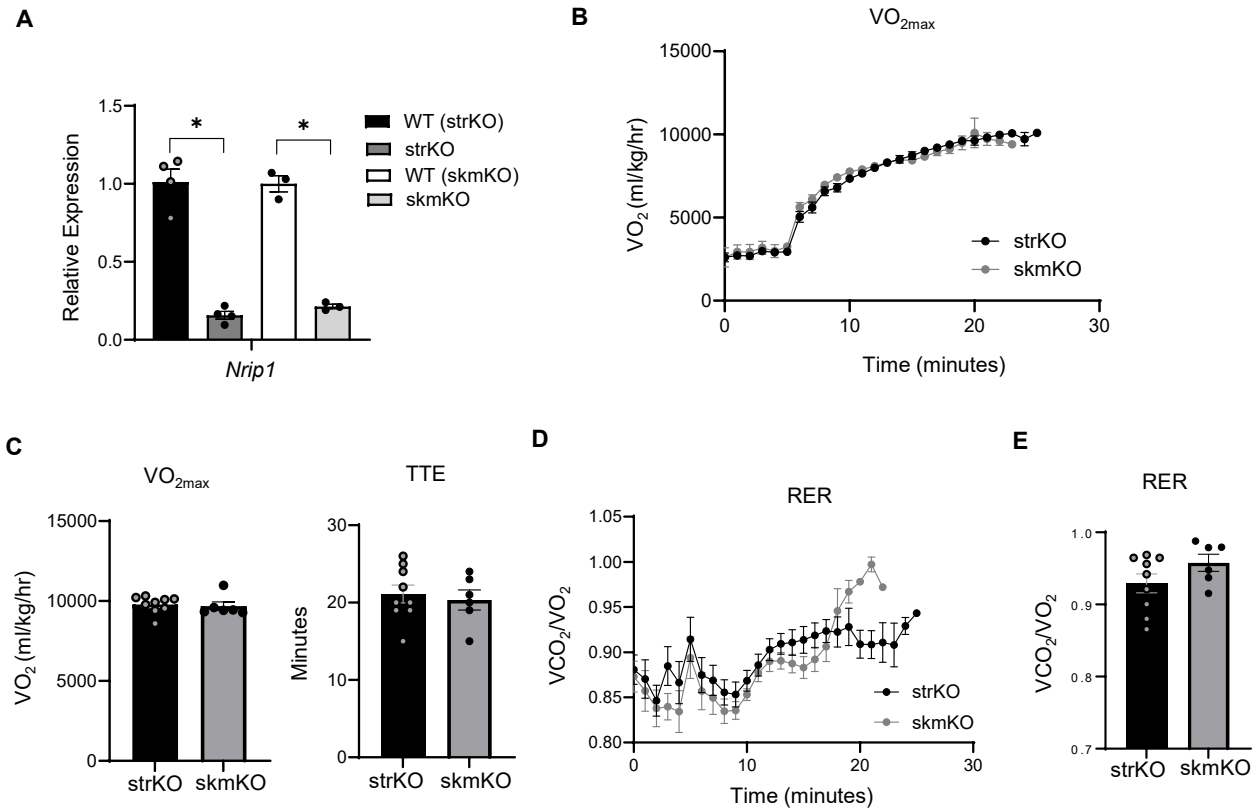 A
1.5
1.0
0.5
0.0
Relative Expression
*
*
Nrip1
WT (strKO)
strKO
WT (skmKO)
skmKO
B
VO2max
15000
10000
5000
0
VO2 (ml/kg/hr)
strKO
skmKO
0 10 20 30
Time (minutes)
C
VO2max
15000
10000
5000
0
VO2 (ml/kg/hr)
strKO skmKO
TTE
30
20
10
0
Minutes
strKO skmKO
D
RER
1.05
1.00
0.95
0.90
0.85
0.80
VCO2/VO2
strKO
skmKO
0 10 20 30
Time (minutes)
E
RER
1.0
0.9
0.8
0.7
VCO2/VO2
strKO skmKO